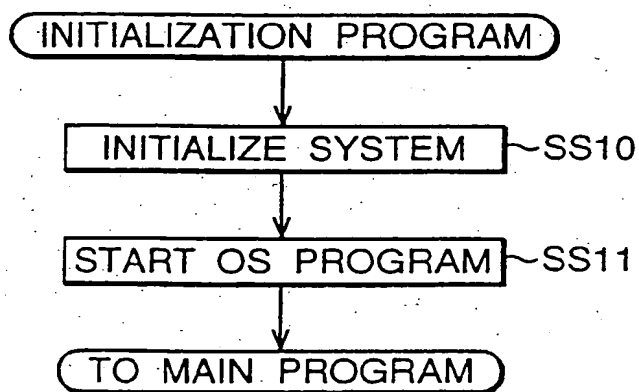 INITIALIZATION PROGRAM
INITIALIZE SYSTEM ~SS10
START OS PROGRAM ~SS11
TO MAIN PROGRAM